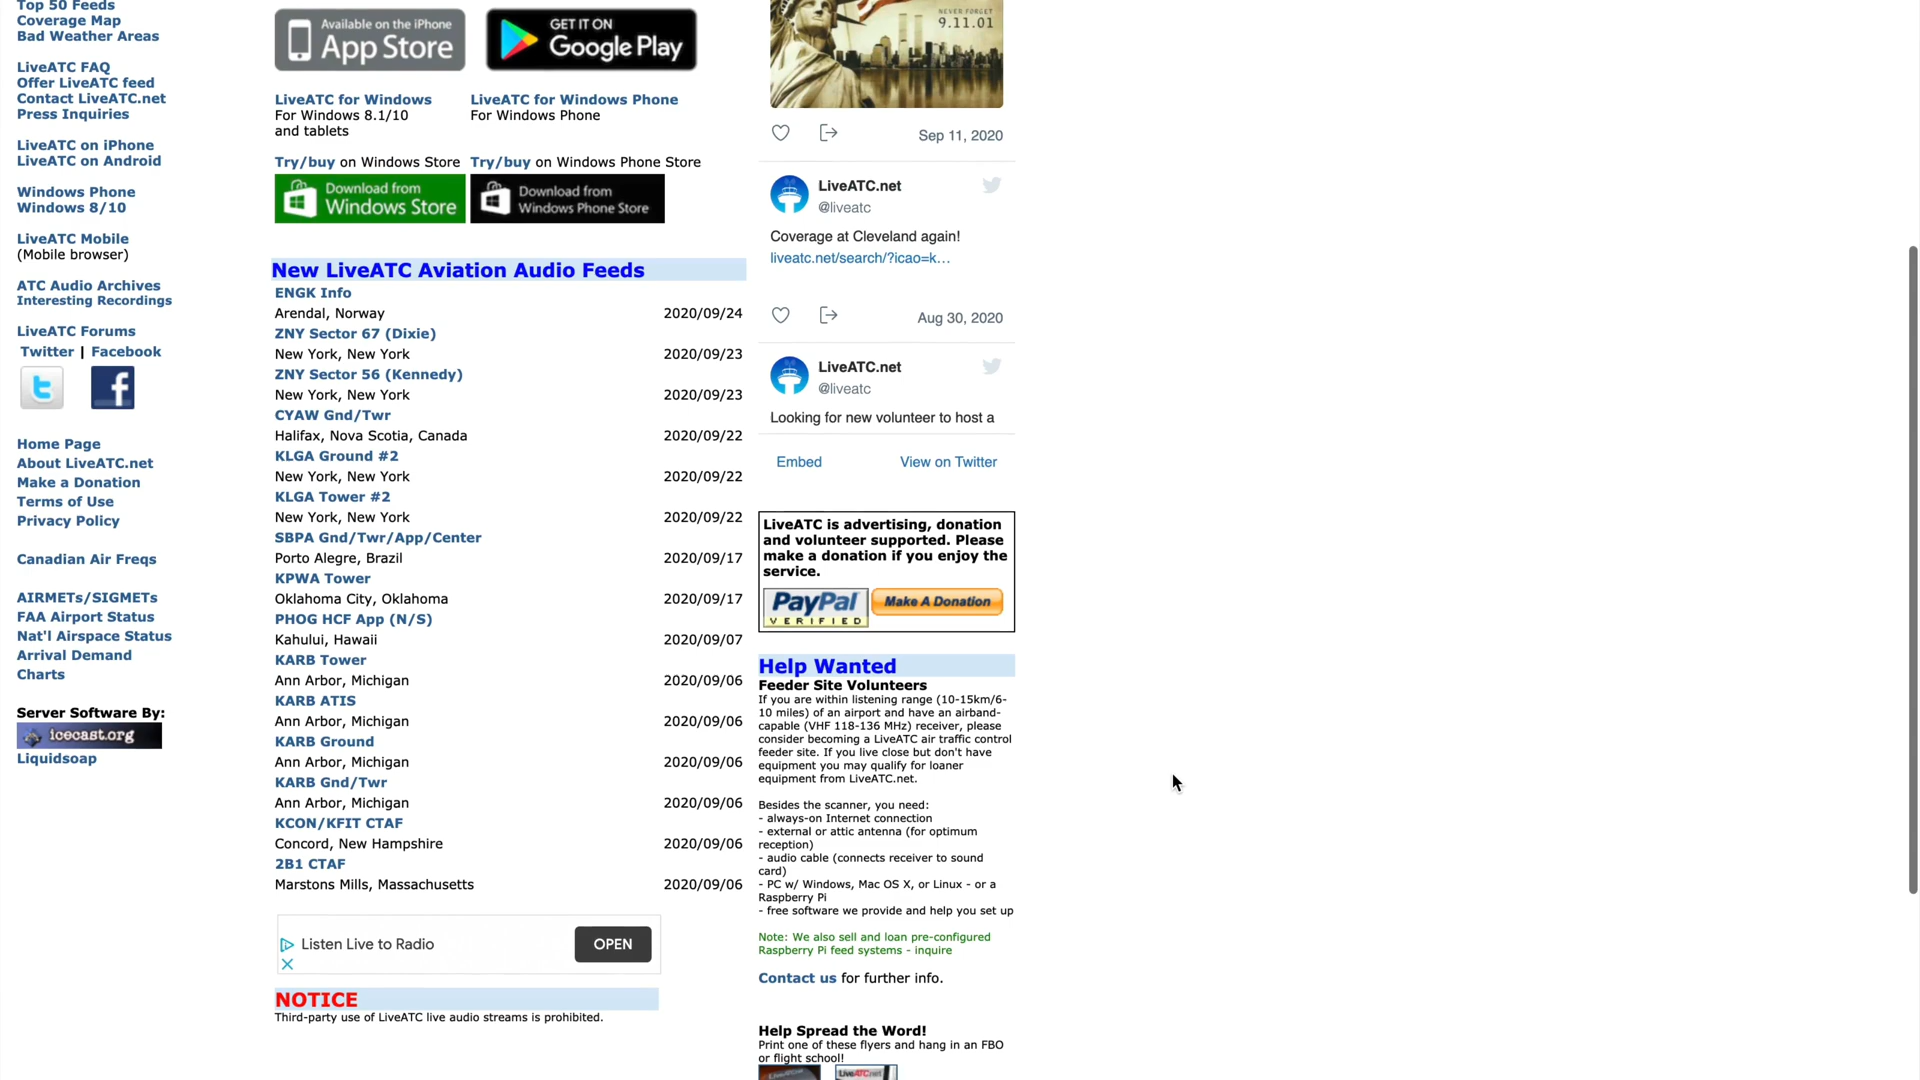 Top 50 Feeds
Coverage Map
Bad Weather Areas
LiveATC FAQ
Offer LiveATC feed
Contact LiveATC.net
Press Inquiries
LiveATC on iPhone
LiveATC on Android
Windows Phone
Windows 8/10
LiveATC Mobile
(Mobile browser)
ATC Audio Archives
Interesting Recordings
LiveATC Forums
Twitter | Facebook
Home Page
About LiveATC.net
Make a Donation
Terms of Use
Privacy Policy
Canadian Air Freqs
AIRMETs/SIGMETs
FAA Airport Status
Nat'l Airspace Status
Arrival Demand
Charts
Server Software By:
icecast.org
Liquidsoap
Available on the iPhone
App Store
GET IT ON
Google Play
LiveATC for Windows
For Windows 8.1/10
and tablets
LiveATC for Windows Phone
For Windows Phone
Try/buy on Windows Store
Try/buy on Windows Phone Store
Download from
Windows Store
Download from
Windows Phone Store
New LiveATC Aviation Audio Feeds
ENGK Info
Arendal, Norway 2020/09/24
ZNY Sector 67 (Dixie)
New York, New York 2020/09/23
ZNY Sector 56 (Kennedy)
New York, New York 2020/09/23
CYAW Gnd/Twr
Halifax, Nova Scotia, Canada 2020/09/22
KLGA Ground #2
New York, New York 2020/09/22
KLGA Tower #2
New York, New York 2020/09/22
SBPA Gnd/Twr/App/Center
Porto Alegre, Brazil 2020/09/17
KPWA Tower
Oklahoma City, Oklahoma 2020/09/17
PHOG HCF App (N/S)
Kahului, Hawaii 2020/09/07
KARB Tower
Ann Arbor, Michigan 2020/09/06
KARB ATIS
Ann Arbor, Michigan 2020/09/06
KARB Ground
Ann Arbor, Michigan 2020/09/06
KARB Gnd/Twr
Ann Arbor, Michigan 2020/09/06
KCON/KFIT CTAF
Concord, New Hampshire 2020/09/06
2B1 CTAF
Marstons Mills, Massachusetts 2020/09/06
Listen Live to Radio
OPEN
NOTICE
Third-party use of LiveATC live audio streams is prohibited.
NEVER FORGET
9.11.01
Sep 11, 2020
LiveATC.net
@liveatc
Coverage at Cleveland again!
liveatc.net/search/?icao=k…
Aug 30, 2020
LiveATC.net
@liveatc
Looking for new volunteer to host a
Embed
View on Twitter
LiveATC is advertising, donation
and volunteer supported. Please
make a donation if you enjoy the
service.
PayPal
VERIFIED
Make A Donation
Help Wanted
Feeder Site Volunteers
If you are within listening range (10-15km/6-
10 miles) of an airport and have an airband-
capable (VHF 118-136 MHz) receiver, please
consider becoming a LiveATC air traffic control
feeder site. If you live close but don't have
equipment you may qualify for loaner
equipment from LiveATC.net.
Besides the scanner, you need:
- always-on Internet connection
- external or attic antenna (for optimum
reception)
- audio cable (connects receiver to sound
card)
- PC w/ Windows, Mac OS X, or Linux - or a
Raspberry Pi
- free software we provide and help you set up
Note: We also sell and loan pre-configured
Raspberry Pi feed systems - inquire
Contact us for further info.
Help Spread the Word!
Print one of these flyers and hang in an FBO
or flight school!
LiveATC.net